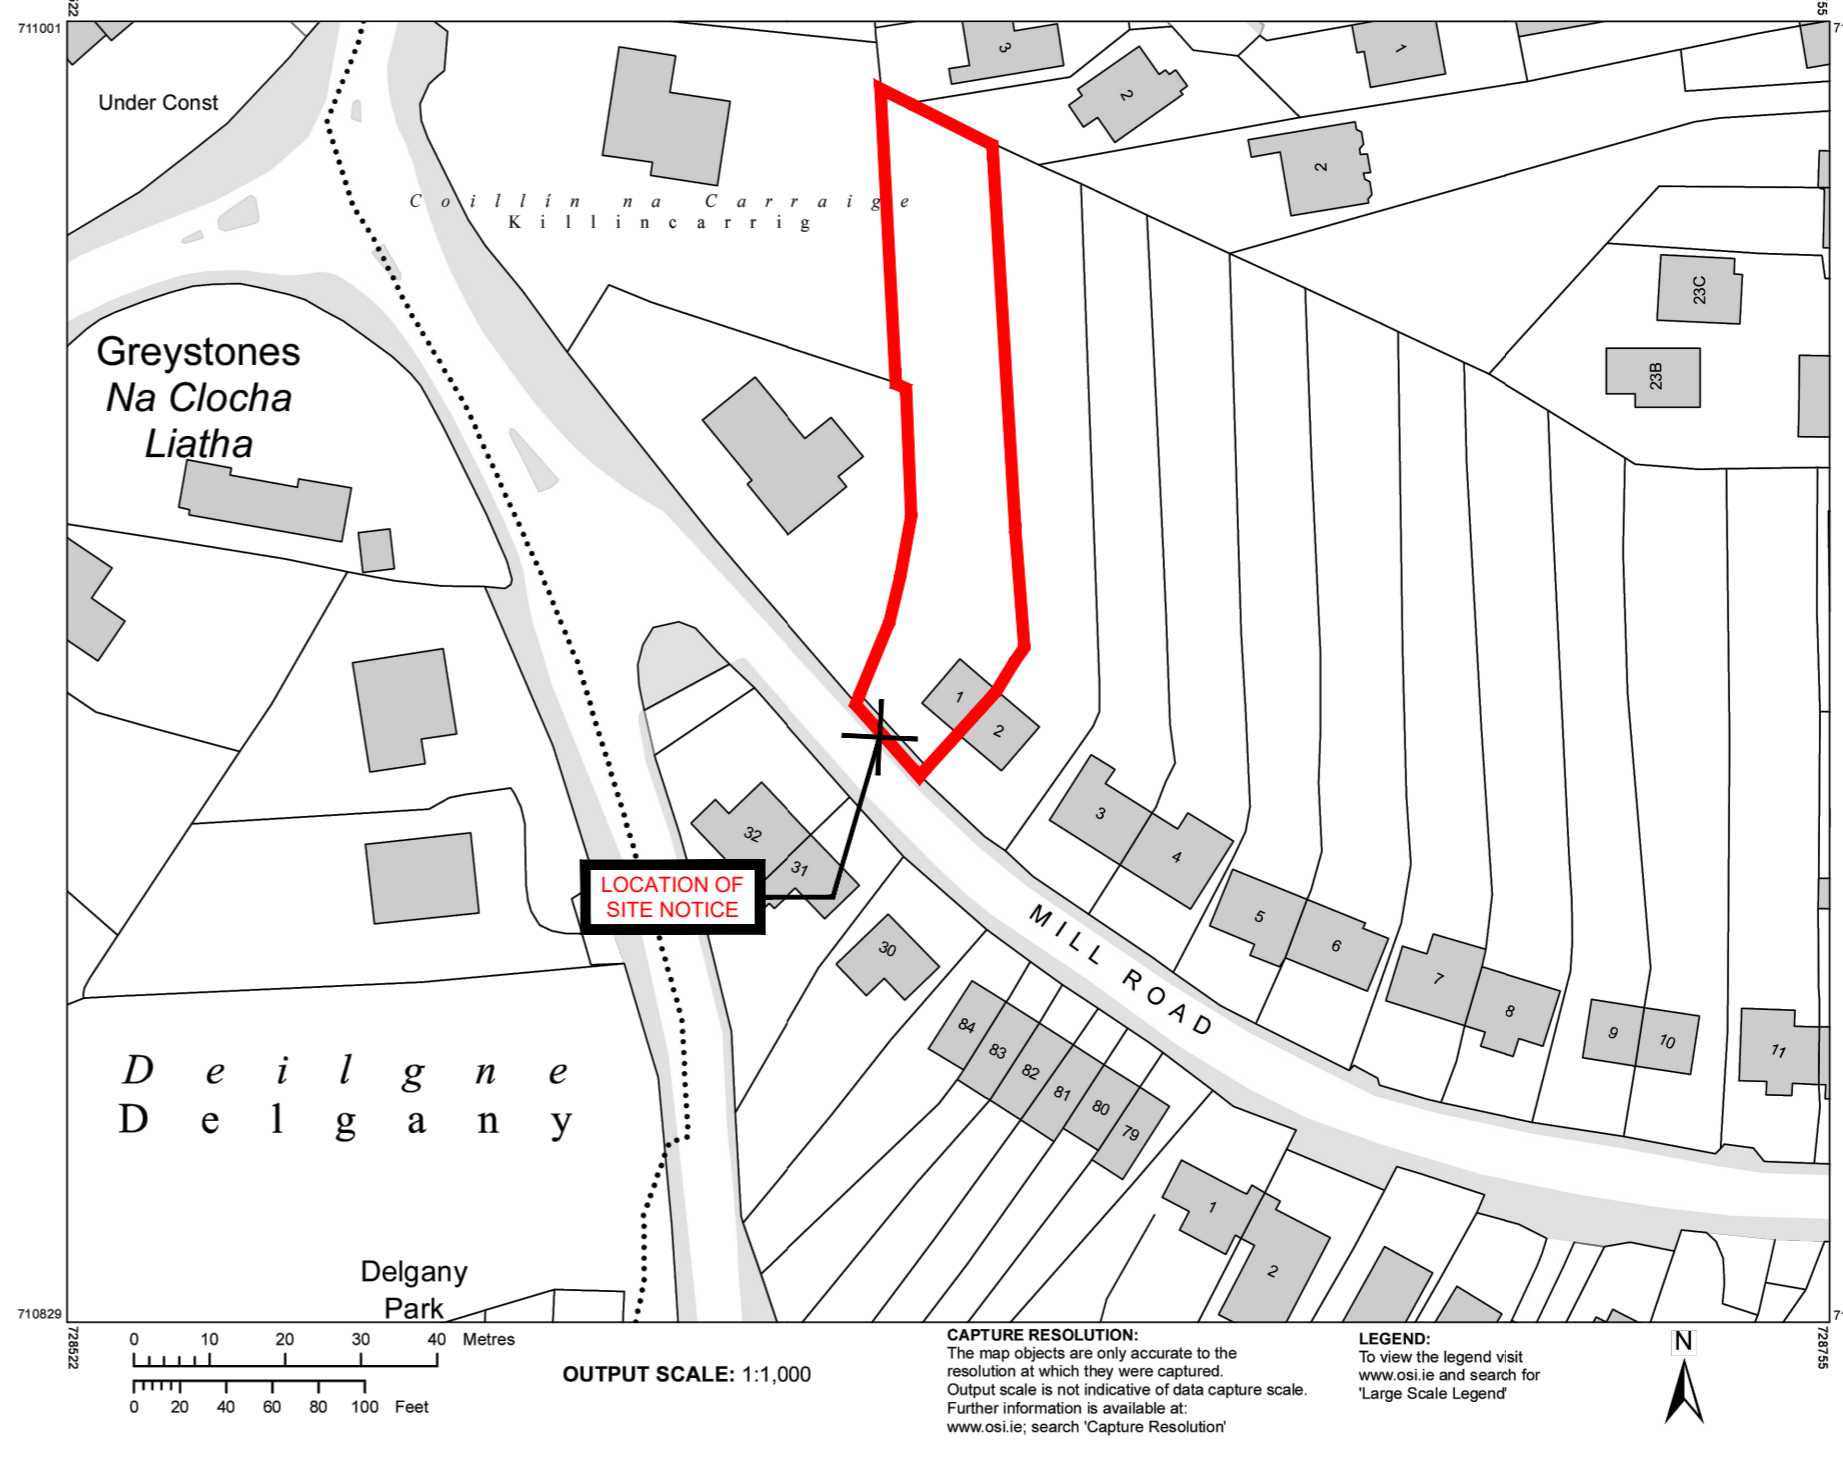 522
55
711001
71
3
1
2
2
Under Const
Coillín na Carraige
Killincarrig
23C
23B
Greystones
Na Clocha
Liatha
1
2
3
4
32
31
LOCATION OF
SITE NOTICE
5
6
30
MILL ROAD
7
8
9
10
11
84
83
82
81
80
79
Deilgne
Delgany
1
2
Delgany
Park
710829
71
728522
728755
0 10 20 30 40 Metres
0 20 40 60 80 100 Feet
OUTPUT SCALE: 1:1,000
CAPTURE RESOLUTION:
The map objects are only accurate to the
resolution at which they were captured.
Output scale is not indicative of data capture scale.
Further information is available at:
www.osi.ie; search 'Capture Resolution'
LEGEND:
To view the legend visit
www.osi.ie and search for
'Large Scale Legend'
N